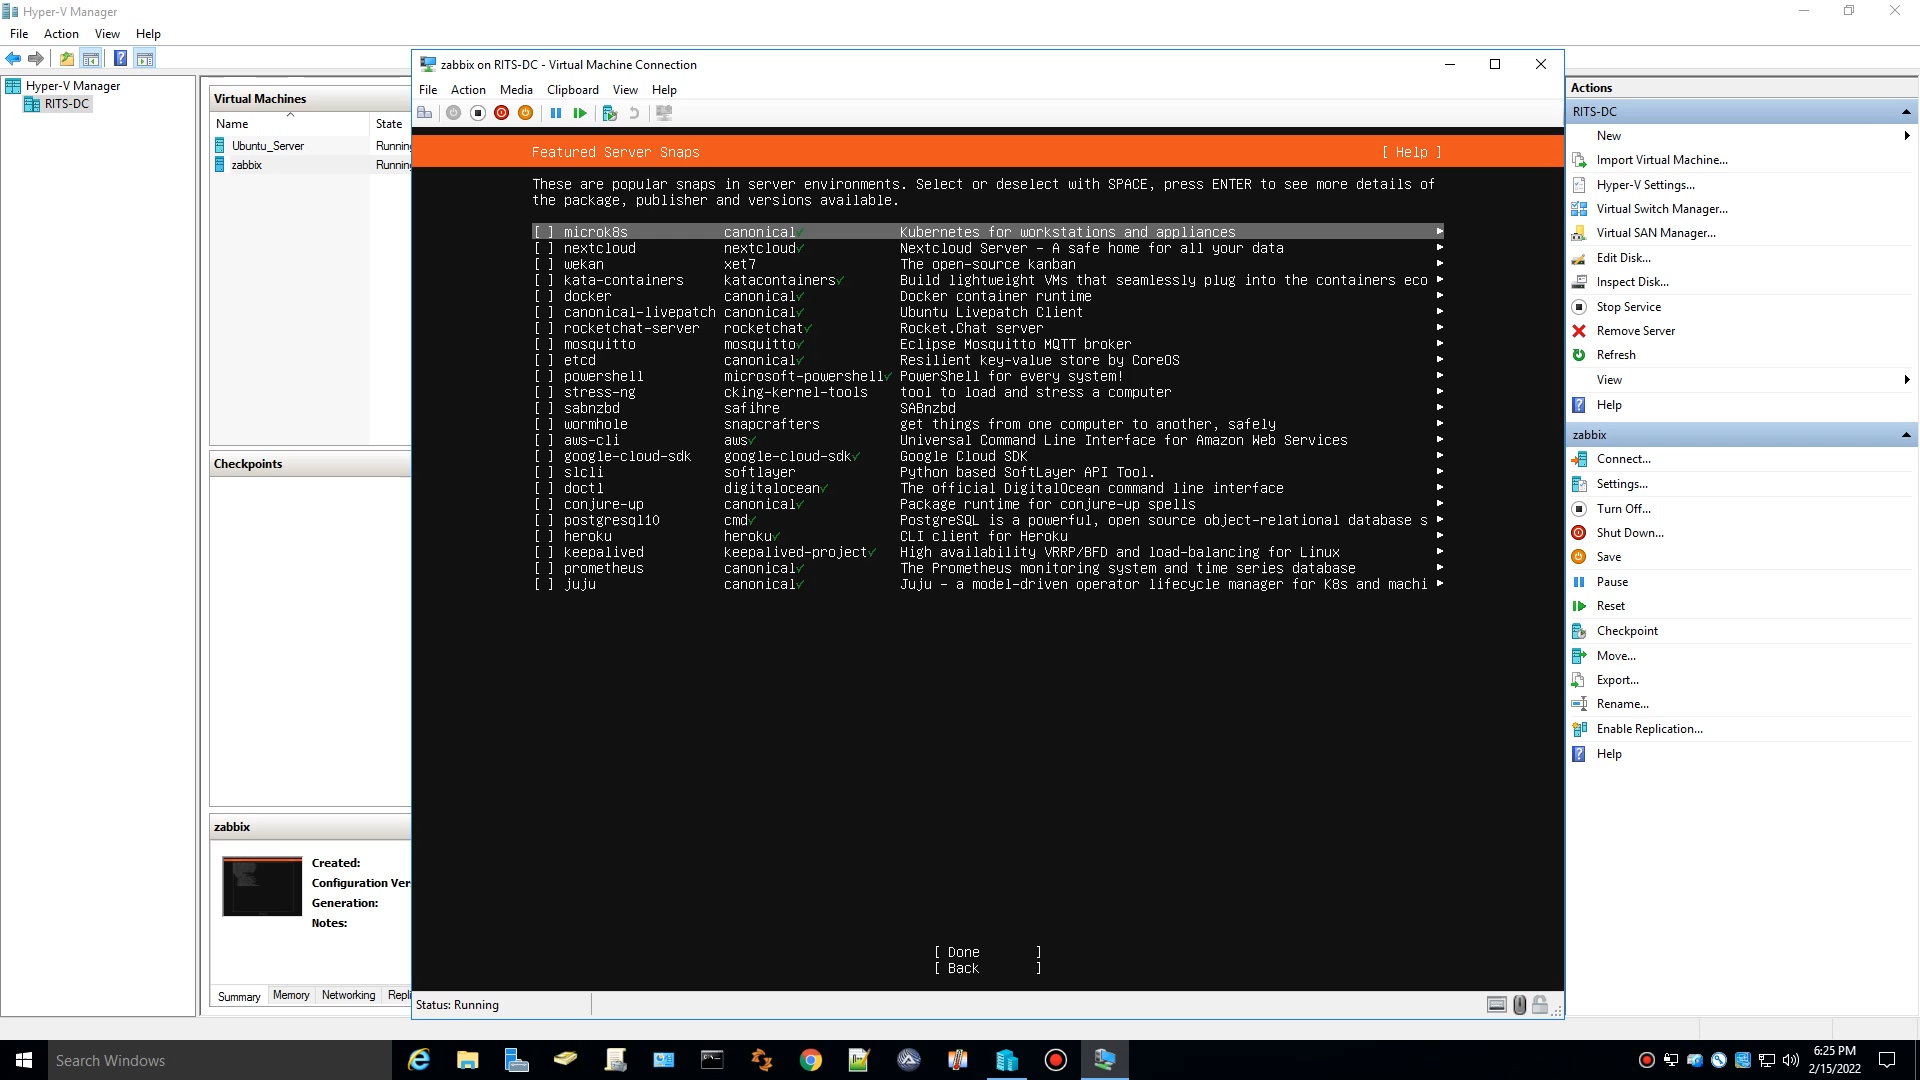 Hyper-V Manager
File Action View Help
Hyper-V Manager
RITS-DC
Virtual Machines
Name State
Ubuntu_Server Running
zabbix Running
Checkpoints
zabbix
Created:
Configuration Ver
Generation:
Notes:
Summary Memory Networking Repli
zabbix on RITS-DC - Virtual Machine Connection
File Action Media Clipboard View Help
Featured Server Snaps [ Help ]
These are popular snaps in server environments. Select or deselect with SPACE, press ENTER to see more details of
the package, publisher and versions available.
[ ] microk8s canonical✓ Kubernetes for workstations and appliances ▸
[ ] nextcloud nextcloud✓ Nextcloud Server - A safe home for all your data ▸
[ ] wekan xet7 The open-source kanban ▸
[ ] kata-containers katacontainers✓ Build lightweight VMs that seamlessly plug into the containers eco ▸
[ ] docker canonical✓ Docker container runtime ▸
[ ] canonical-livepatch canonical✓ Ubuntu Livepatch Client ▸
[ ] rocketchat-server rocketchat✓ Rocket.Chat server ▸
[ ] mosquitto mosquitto✓ Eclipse Mosquitto MQTT broker ▸
[ ] etcd canonical✓ Resilient key-value store by CoreOS ▸
[ ] powershell microsoft-powershell✓ PowerShell for every system! ▸
[ ] stress-ng cking-kernel-tools tool to load and stress a computer ▸
[ ] sabnzbd safihre SABnzbd ▸
[ ] wormhole snapcrafters get things from one computer to another, safely ▸
[ ] aws-cli aws✓ Universal Command Line Interface for Amazon Web Services ▸
[ ] google-cloud-sdk google-cloud-sdk✓ Google Cloud SDK ▸
[ ] slcli softlayer Python based SoftLayer API Tool. ▸
[ ] doctl digitalocean✓ The official DigitalOcean command line interface ▸
[ ] conjure-up canonical✓ Package runtime for conjure-up spells ▸
[ ] postgresql10 cmd✓ PostgreSQL is a powerful, open source object-relational database s ▸
[ ] heroku heroku✓ CLI client for Heroku ▸
[ ] keepalived keepalived-project✓ High availability VRRP/BFD and load-balancing for Linux ▸
[ ] prometheus canonical✓ The Prometheus monitoring system and time series database ▸
[ ] juju canonical✓ Juju - a model-driven operator lifecycle manager for K8s and machi ▸
[ Done ]
[ Back ]
Status: Running
Actions
RITS-DC
New
Import Virtual Machine...
Hyper-V Settings...
Virtual Switch Manager...
Virtual SAN Manager...
Edit Disk...
Inspect Disk...
Stop Service
Remove Server
Refresh
View
Help
zabbix
Connect...
Settings...
Turn Off...
Shut Down...
Save
Pause
Reset
Checkpoint
Move...
Export...
Rename...
Enable Replication...
Help
Search Windows
6:25 PM
2/15/2022